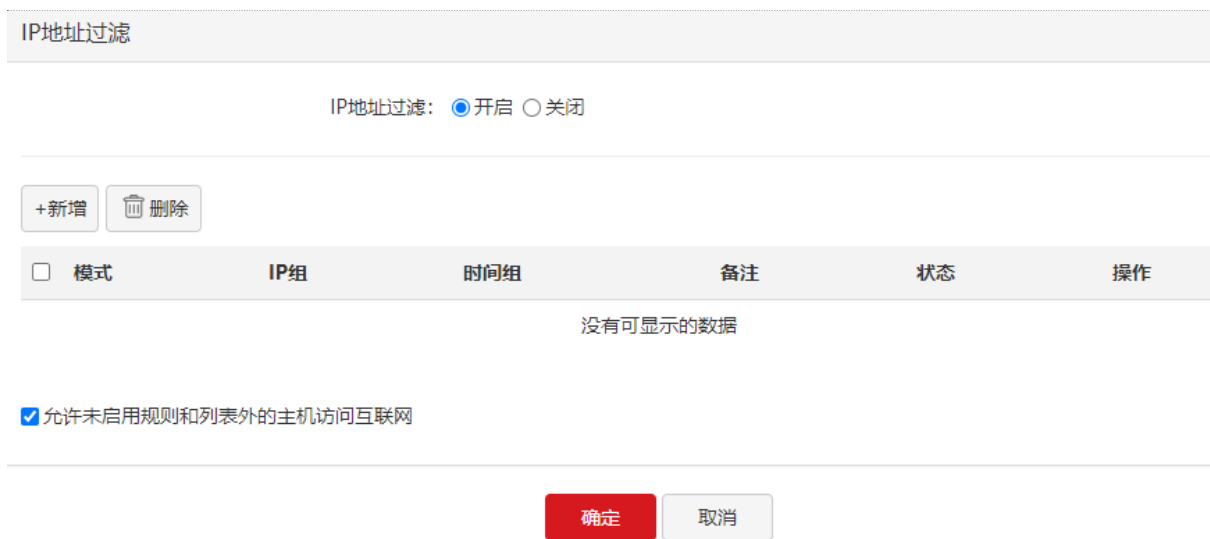 IP地址过滤
IP地址过滤： 开启 关闭
+新增 删除
模式 IP组 时间组 备注 状态 操作
没有可显示的数据
允许未启用规则和列表外的主机访问互联网
确定 取消